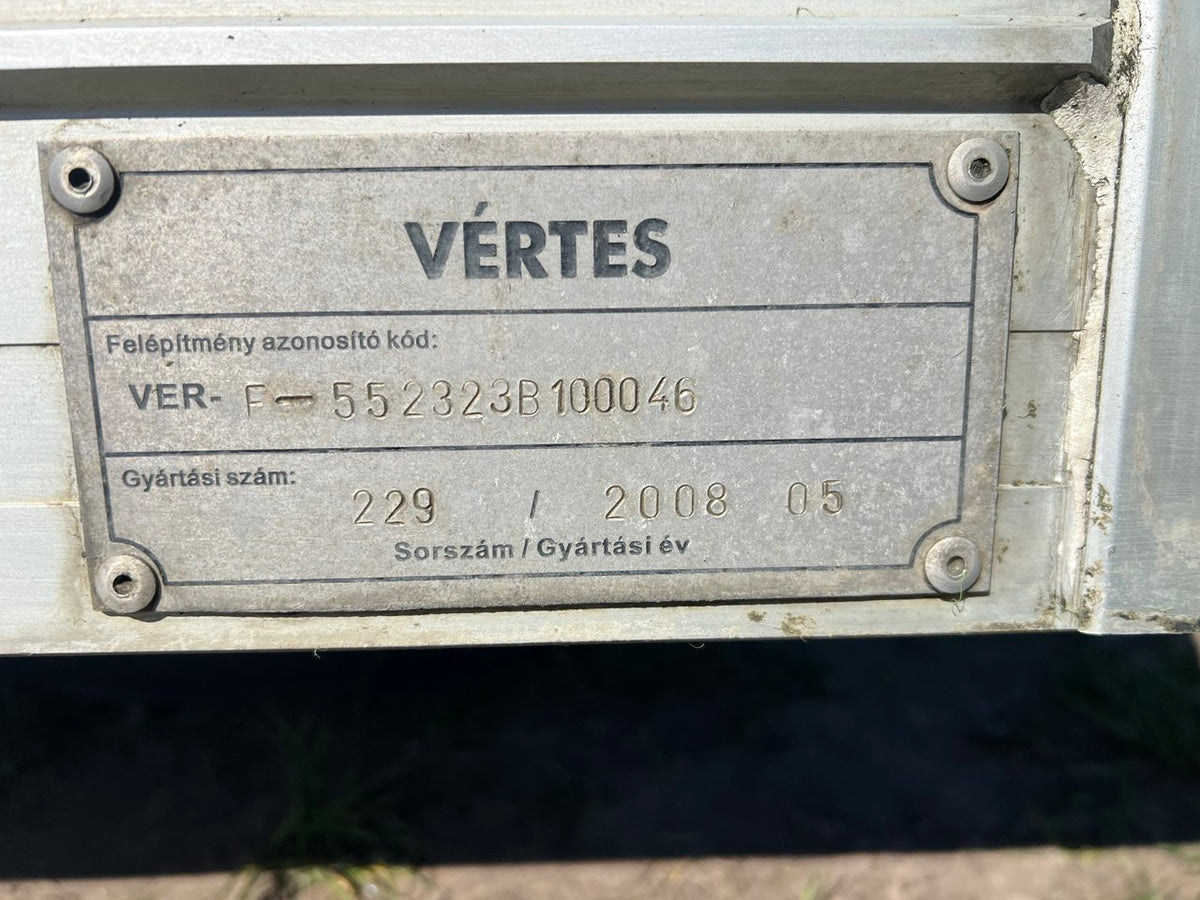 VÉRTES
Felépítmény azonosító kód:
VER- F-552323B100046
Gyártási szám:
229 / 2008 05
Sorszám / Gyártási év